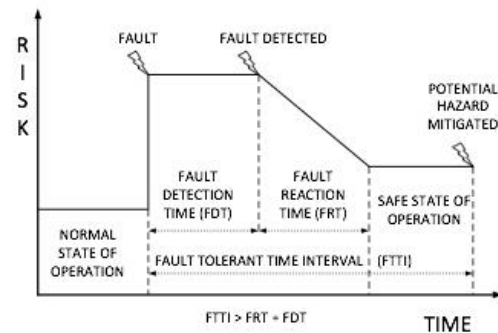 RISK
FAULT
FAULT DETECTED
POTENTIAL
HAZARD
MITIGATED
FAULT
DETECTION
TIME (FDT)
FAULT
REACTION
TIME (FRT)
SAFE STATE OF
OPERATION
NORMAL
STATE OF
OPERATION
FAULT TOLERANT TIME INTERVAL (FTTI)
FTTI > FRT + FDT
TIME